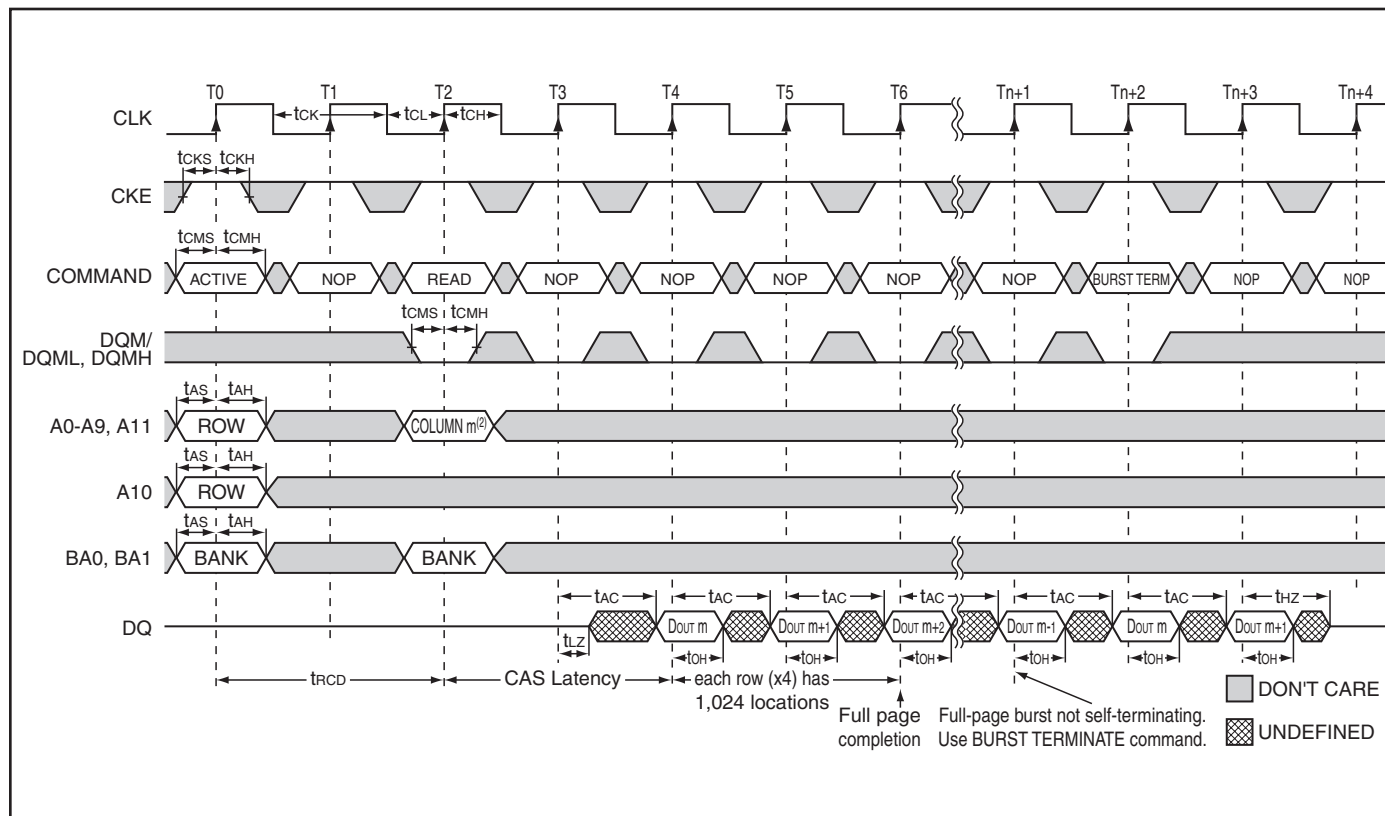 T0 T1 T2 T3 T4 T5 T6 Tn+1 Tn+2 Tn+3 Tn+4
CLK tCK tCL tCH
tCKS tCKH
CKE
tCMS tCMH
COMMAND ACTIVE NOP READ NOP NOP NOP NOP NOP BURST TERM NOP NOP
tCMS tCMH
DQM/
DQML, DQMH
tAS tAH
A0-A9, A11 ROW COLUMN m(2)
tAS tAH
A10 ROW
tAS tAH
BA0, BA1 BANK BANK
tAC tAC tAC tAC tAC tAC tHZ
DQ DOUT m DOUT m+1 DOUT m+2 DOUT m-1 DOUT m DOUT m+1
tLZ tOH tOH tOH tOH tOH tOH
tRCD CAS Latency each row (x4) has
1,024 locations
DON'T CARE
Full page
completion
Full-page burst not self-terminating.
Use BURST TERMINATE command.
UNDEFINED